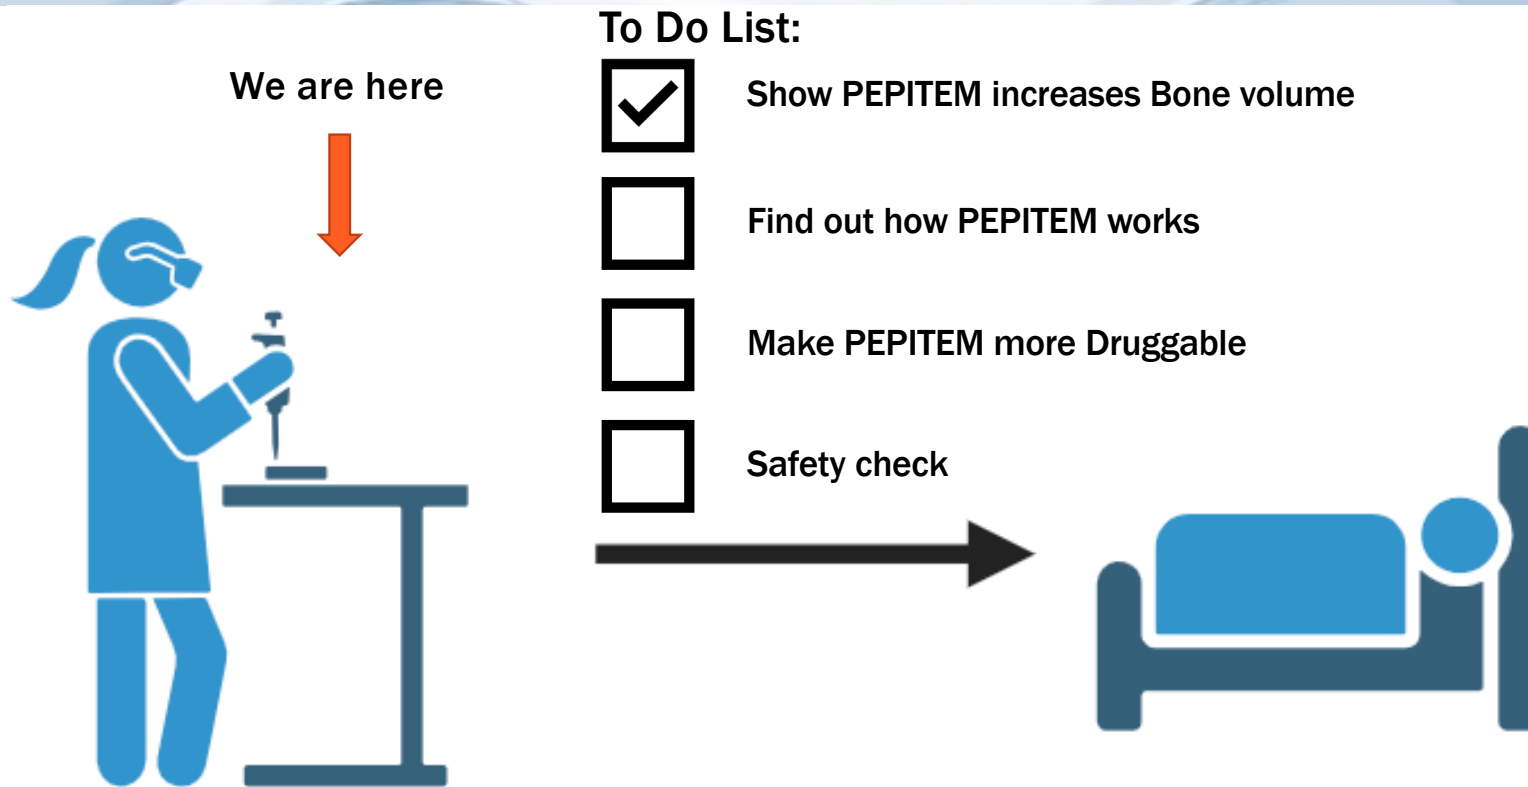 To Do List:
We are here
Show PEPITEM increases Bone volume
Find out how PEPITEM works
Make PEPITEM more Druggable
Safety check